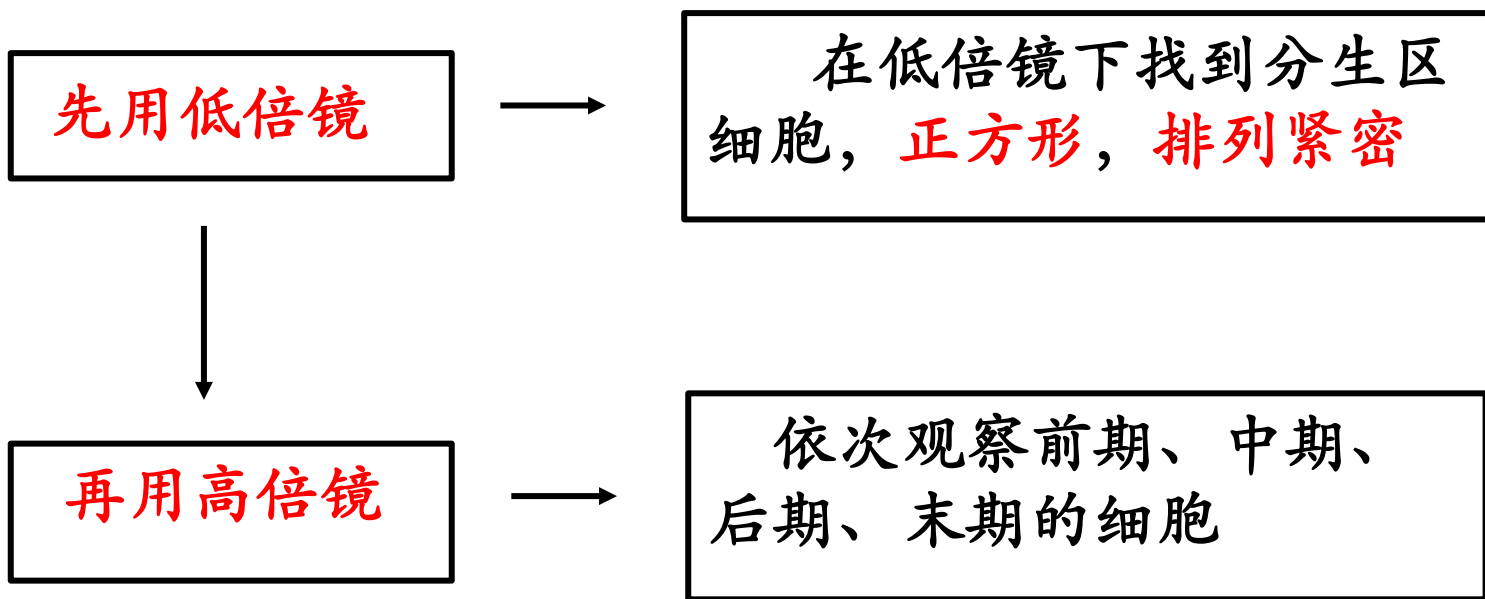 先用低倍镜
在低倍镜下找到分生区
细胞，正方形，排列紧密
再用高倍镜
依次观察前期、中期、
后期、末期的细胞